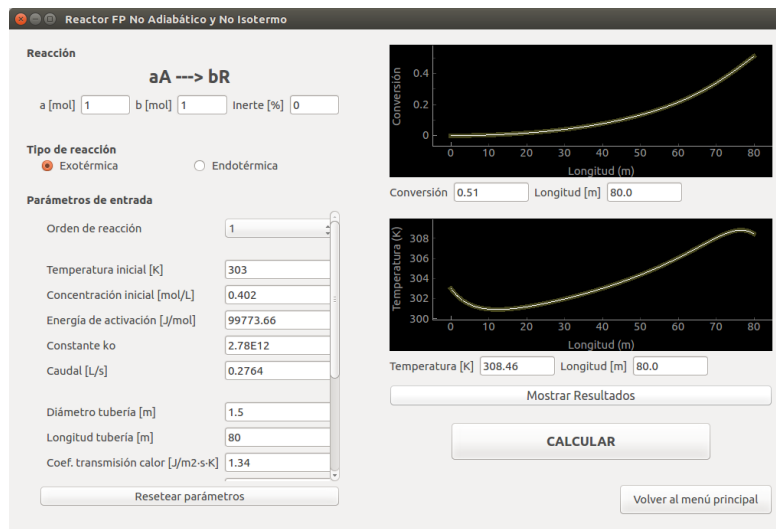 Reactor FP No Adiabático y No Isotermo
Reacción
aA ---> bR
a [mol] 1 b [mol] 1 Inerte [%] 0
Tipo de reacción
Exotérmica Endotérmica
Parámetros de entrada
Orden de reacción 1
Temperatura inicial [K] 303
Concentración inicial [mol/L] 0.402
Energía de activación [J/mol] 99773.66
Constante ko 2.78E12
Caudal [L/s] 0.2764
Diámetro tubería [m] 1.5
Longitud tubería [m] 80
Coef. transmisión calor [J/m2·s·K] 1.34
Resetear parámetros
Conversión
0.4
0.2
0
0 10 20 30 40 50 60 70 80
Longitud (m)
Conversión 0.51 Longitud [m] 80.0
Temperatura (K)
308
306
304
302
300
0 10 20 30 40 50 60 70 80
Longitud (m)
Temperatura [K] 308.46 Longitud [m] 80.0
Mostrar Resultados
CALCULAR
Volver al menú principal